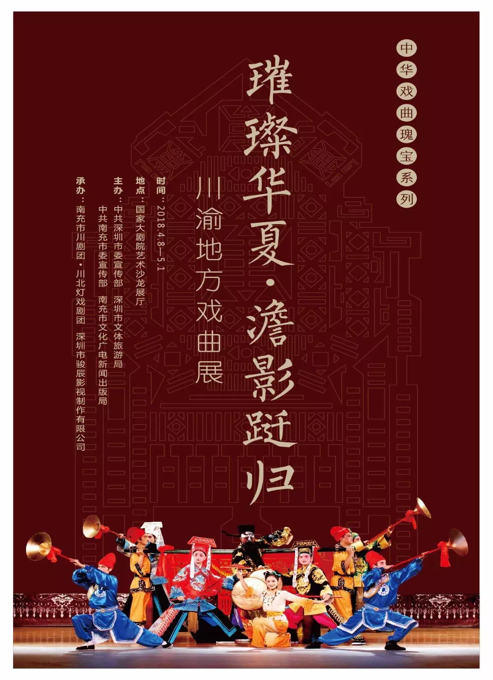 中华戏曲瑰宝系列
璀璨华夏·澹影跹归
川渝地方戏曲展
时间：2018 4.8—5.1
地点：国家大剧院艺术沙龙展厅
主办：中共深圳市委宣传部 深圳市文体旅游局
中共南充市委宣传部 南充市文化广电新闻出版局
承办：南充市川剧团·川北灯戏剧团 深圳市骏辰影视制作有限公司